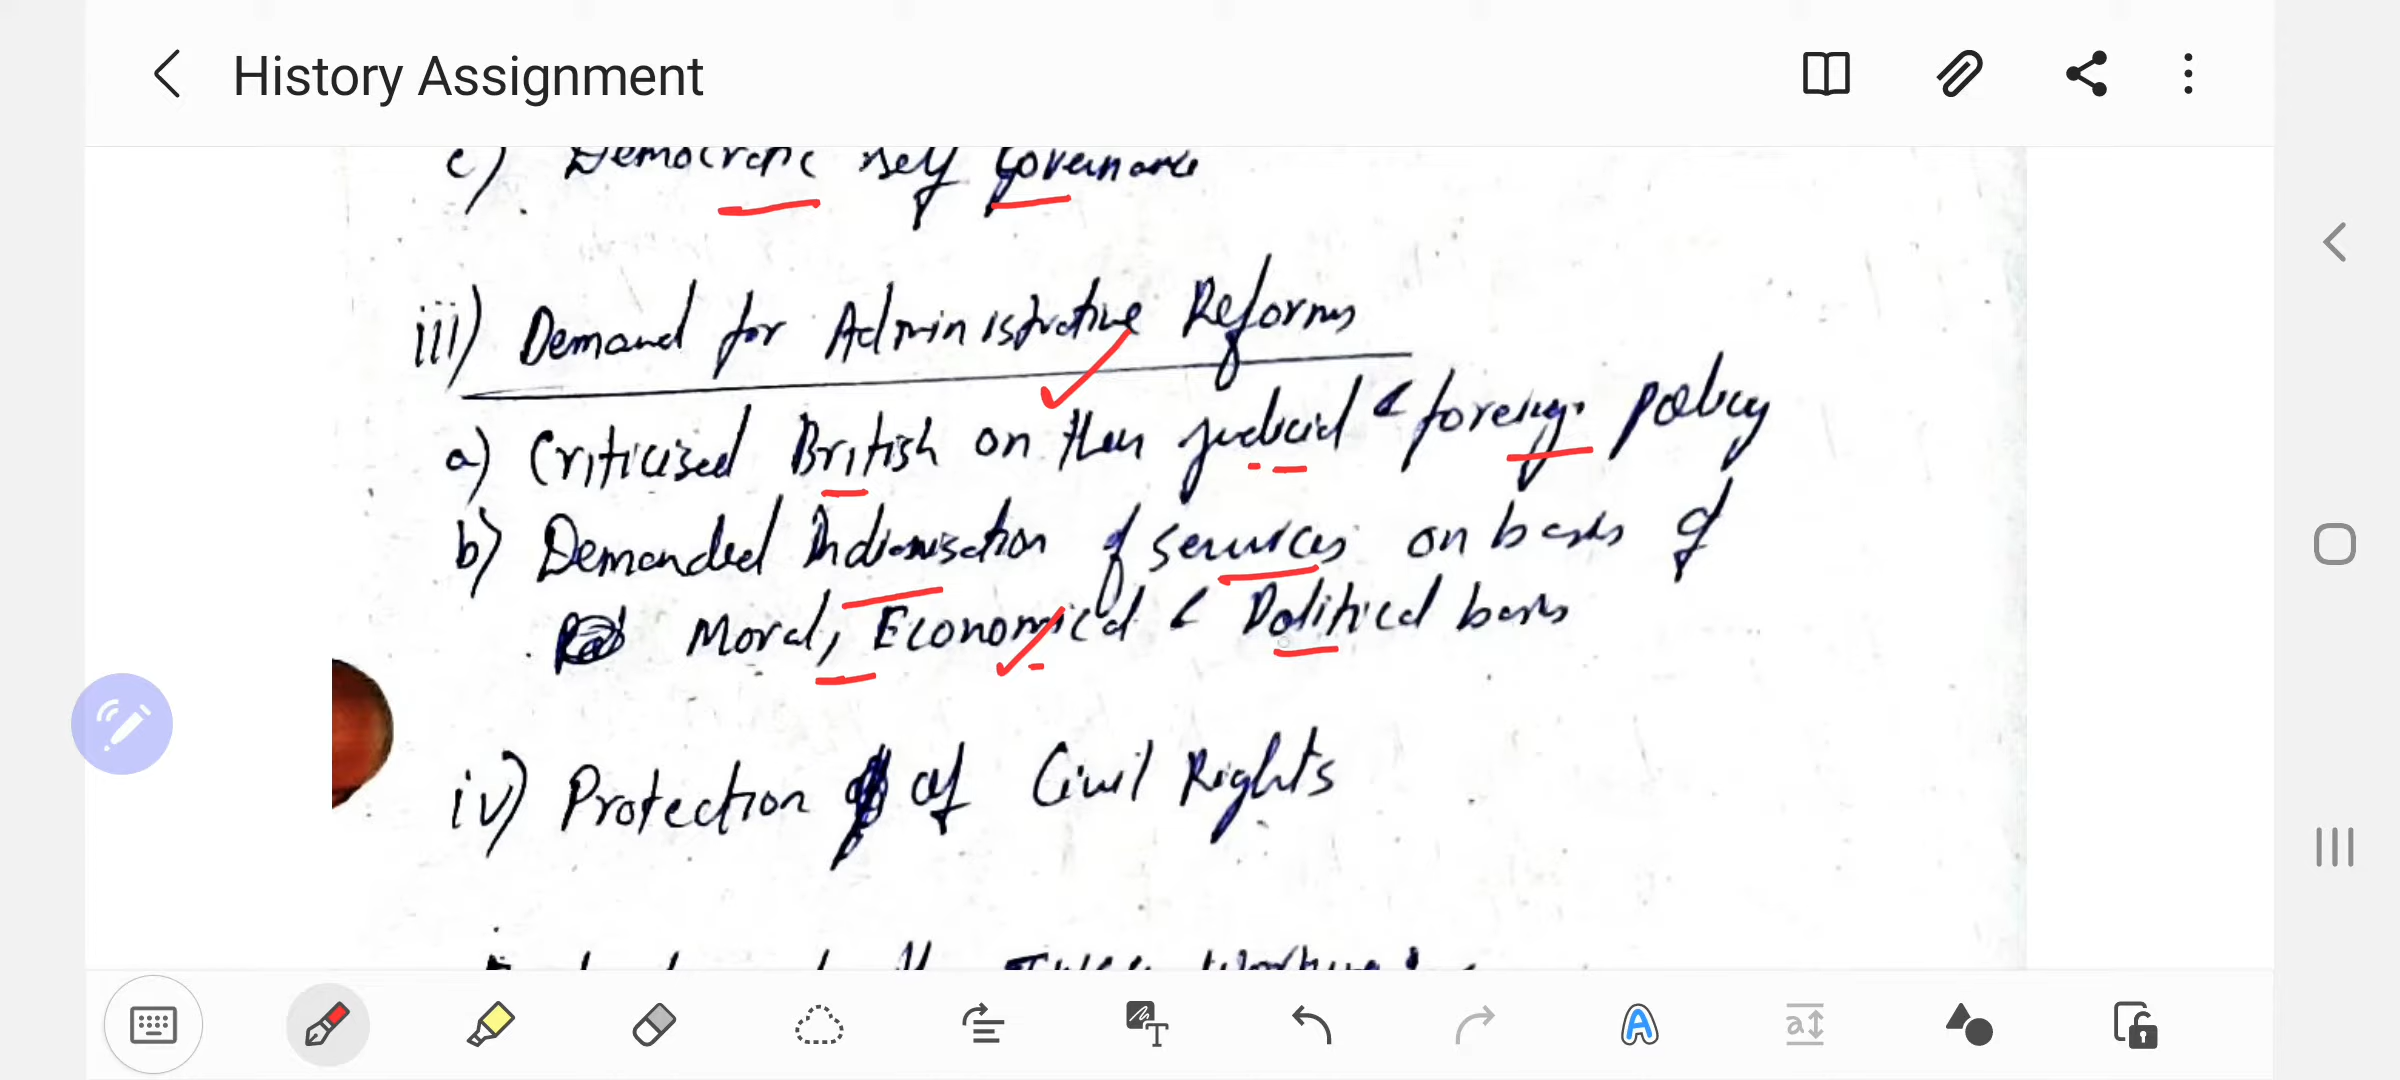 History Assignment
c) Democratic self Governance
iii) Demand for Administrative Reforms
a) Criticised British on their judicial & foreign policy
b) Demanded Indianisation of services on basis of
Moral, Economical & Political basis
iv) Protection of Civil Rights